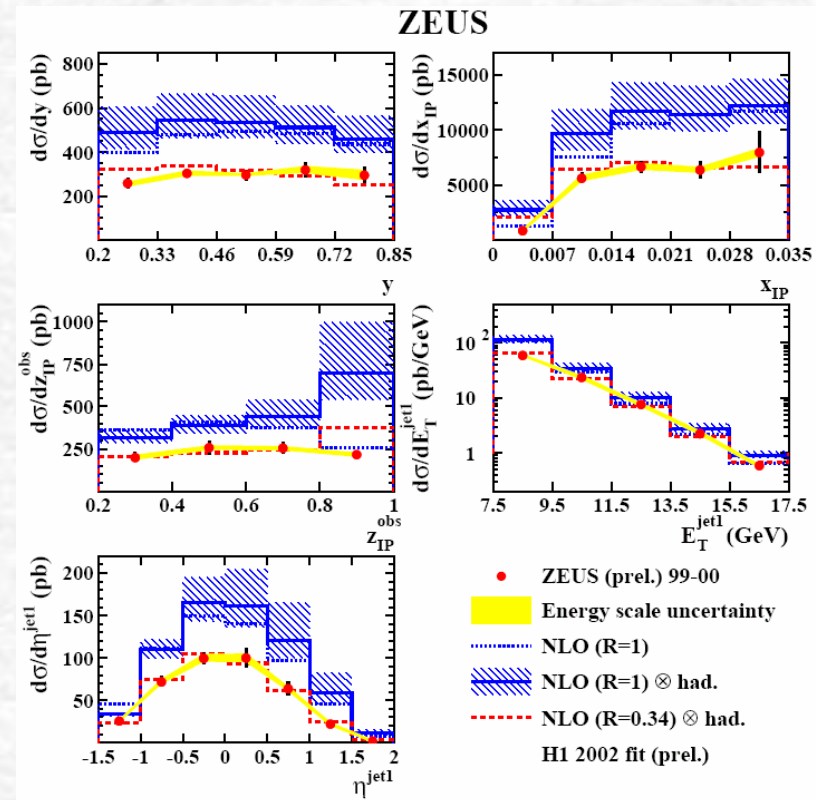 ZEUS
dσ/dy (pb)
800
600
400
200
0.2 0.33 0.46 0.59 0.72 0.85
y
dσ/dx_IP (pb)
15000
10000
5000
0
0 0.007 0.014 0.021 0.028 0.035
x_IP
dσ/dz_IP^obs (pb)
1000
750
500
250
0.2 0.4 0.6 0.8 1
z_IP^obs
dσ/dE_T^jet1 (pb/GeV)
10^2
10
1
7.5 9.5 11.5 13.5 15.5 17.5
E_T^jet1 (GeV)
dσ/dη^jet1 (pb)
200
150
100
50
-1.5 -1 -0.5 0 0.5 1 1.5 2
η^jet1
ZEUS (prel.) 99-00
Energy scale uncertainty
NLO (R=1)
NLO (R=1) ⊗ had.
NLO (R=0.34) ⊗ had.
H1 2002 fit (prel.)